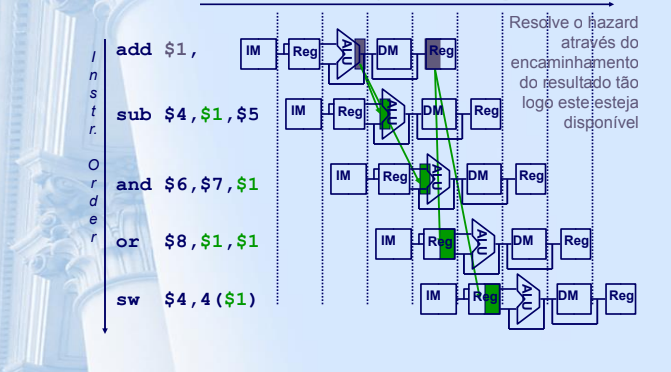 Instr. Order
add $1,
IM Reg ALU DM Reg
Resolve o hazard
através do
encaminhamento
do resultado tão
logo este esteja
disponível
sub $4,$1,$5
IM Reg ALU DM Reg
and $6,$7,$1
IM Reg ALU DM Reg
or $8,$1,$1
IM Reg ALU DM Reg
sw $4,4($1)
IM Reg ALU DM Reg